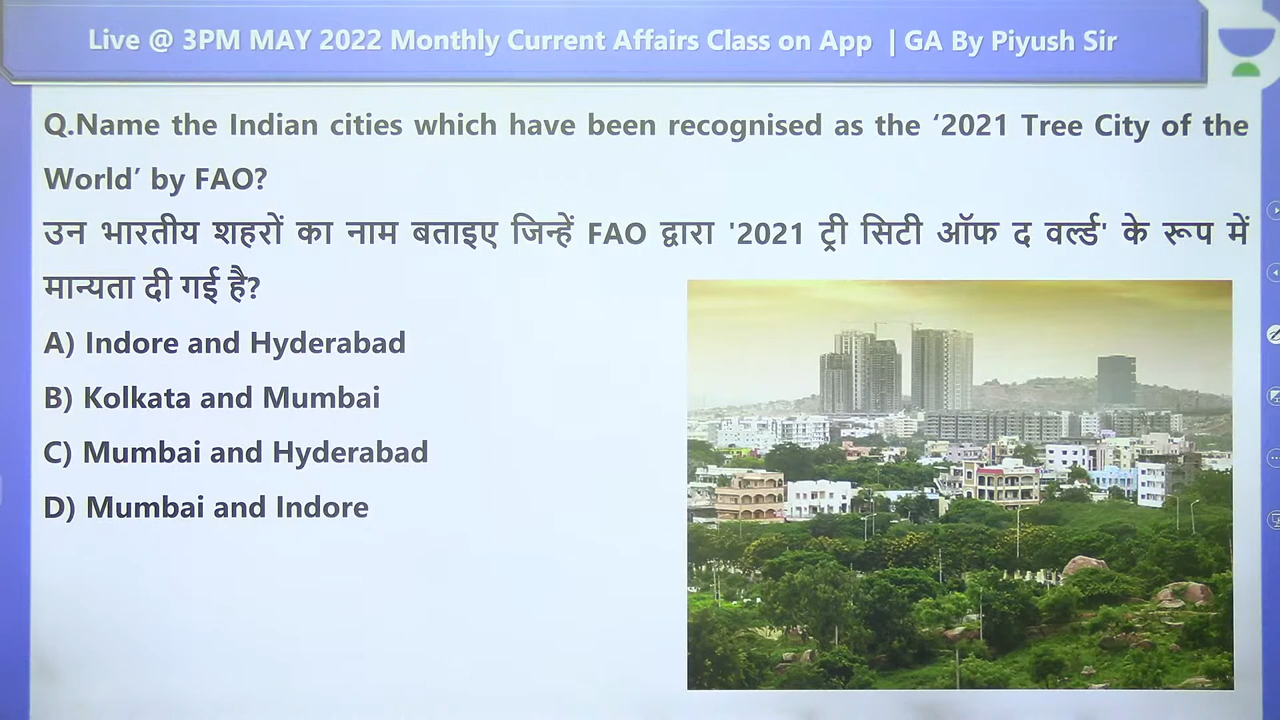 Live @ 3PM MAY 2022 Monthly Current Affairs Class on App | GA By Piyush Sir
Q.Name the Indian cities which have been recognised as the ‘2021 Tree City of the
World’ by FAO?
उन भारतीय शहरों का नाम बताइए जिन्हें FAO द्वारा '2021 ट्री सिटी ऑफ द वर्ल्ड' के रूप में
मान्यता दी गई है?
A) Indore and Hyderabad
B) Kolkata and Mumbai
C) Mumbai and Hyderabad
D) Mumbai and Indore